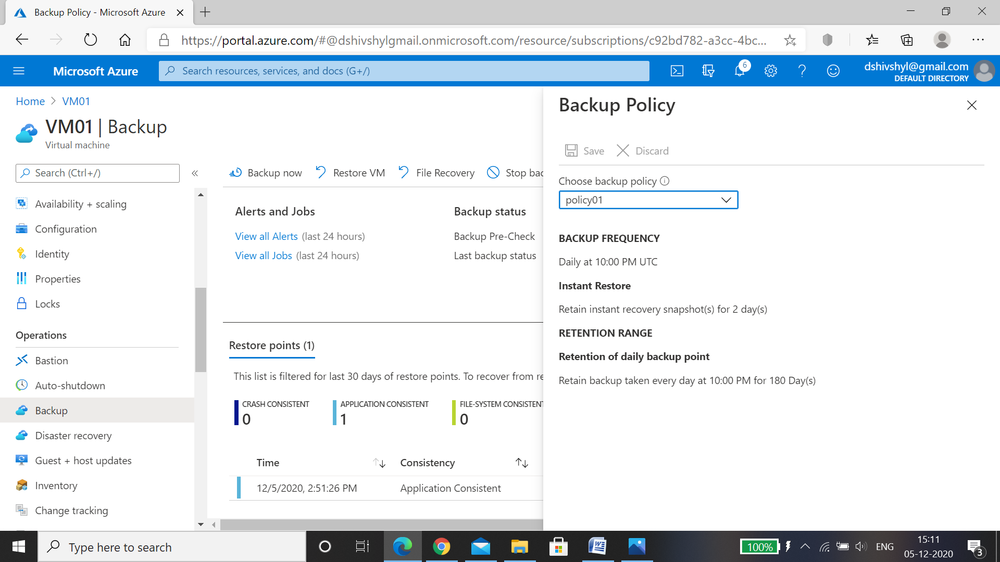 Backup Policy - Microsoft Azure
https://portal.azure.com/#@dshivshylgmail.onmicrosoft.com/resource/subscriptions/c92bd782-a3cc-4bc...
Microsoft Azure
Search resources, services, and docs (G+/)
6
dshivshyl@gmail.com
DEFAULT DIRECTORY
Home > VM01
VM01 | Backup
Virtual machine
Search (Ctrl+/)
«
Availability + scaling
Configuration
Identity
Properties
Locks
Operations
Bastion
Auto-shutdown
Backup
Disaster recovery
Guest + host updates
Inventory
Change tracking
Backup now
Restore VM
File Recovery
Stop bac
Alerts and Jobs
View all Alerts (last 24 hours)
View all Jobs (last 24 hours)
Backup status
Backup Pre-Check
Last backup status
Restore points (1)
This list is filtered for last 30 days of restore points. To recover from re
CRASH CONSISTENT
0
APPLICATION CONSISTENT
1
FILE-SYSTEM CONSISTENT
0
Time
Consistency
12/5/2020, 2:51:26 PM
Application Consistent
Backup Policy
Save
Discard
Choose backup policy
policy01
BACKUP FREQUENCY
Daily at 10:00 PM UTC
Instant Restore
Retain instant recovery snapshot(s) for 2 day(s)
RETENTION RANGE
Retention of daily backup point
Retain backup taken every day at 10:00 PM for 180 Day(s)
Type here to search
100%
ENG
15:11
05-12-2020
3